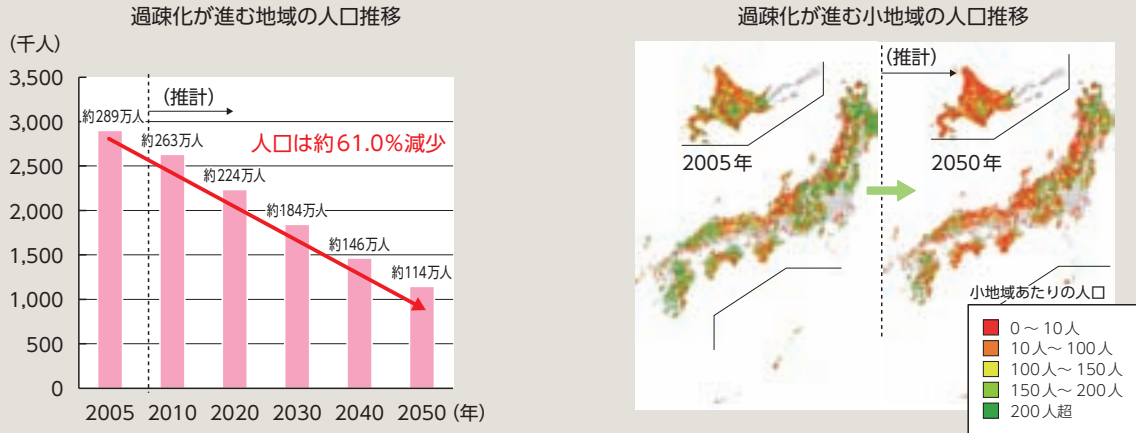 過疎化が進む地域の人口推移
(千人)
3,500
3,000
2,500
2,000
1,500
1,000
500
0
(推計)
約289万人
約263万人
約224万人
約184万人
約146万人
約114万人
人口は約61.0%減少
2005 2010 2020 2030 2040 2050 (年)
過疎化が進む小地域の人口推移
(推計)
2005年
2050年
小地域あたりの人口
0～10人
10人～100人
100人～150人
150人～200人
200人超